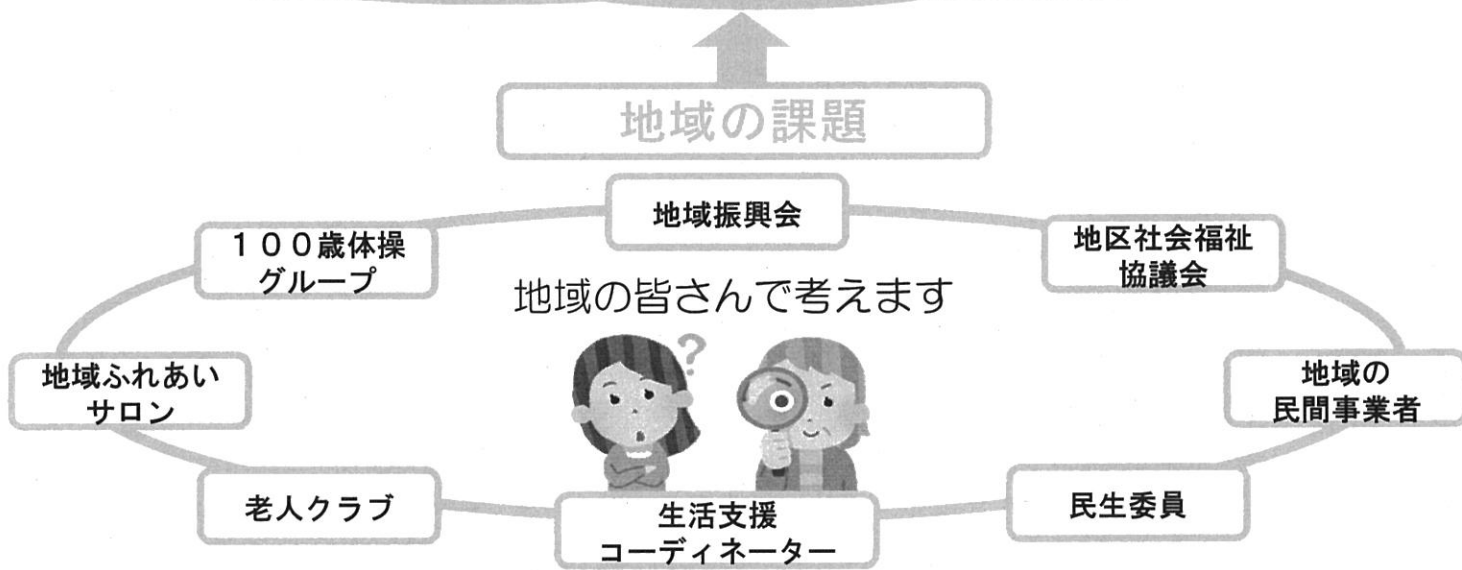 地域の課題
地域振興会
100歳体操
グループ
地区社会福祉
協議会
地域の皆さんで考えます
?
地域ふれあい
サロン
地域の
民間事業者
老人クラブ
生活支援
コーディネーター
民生委員